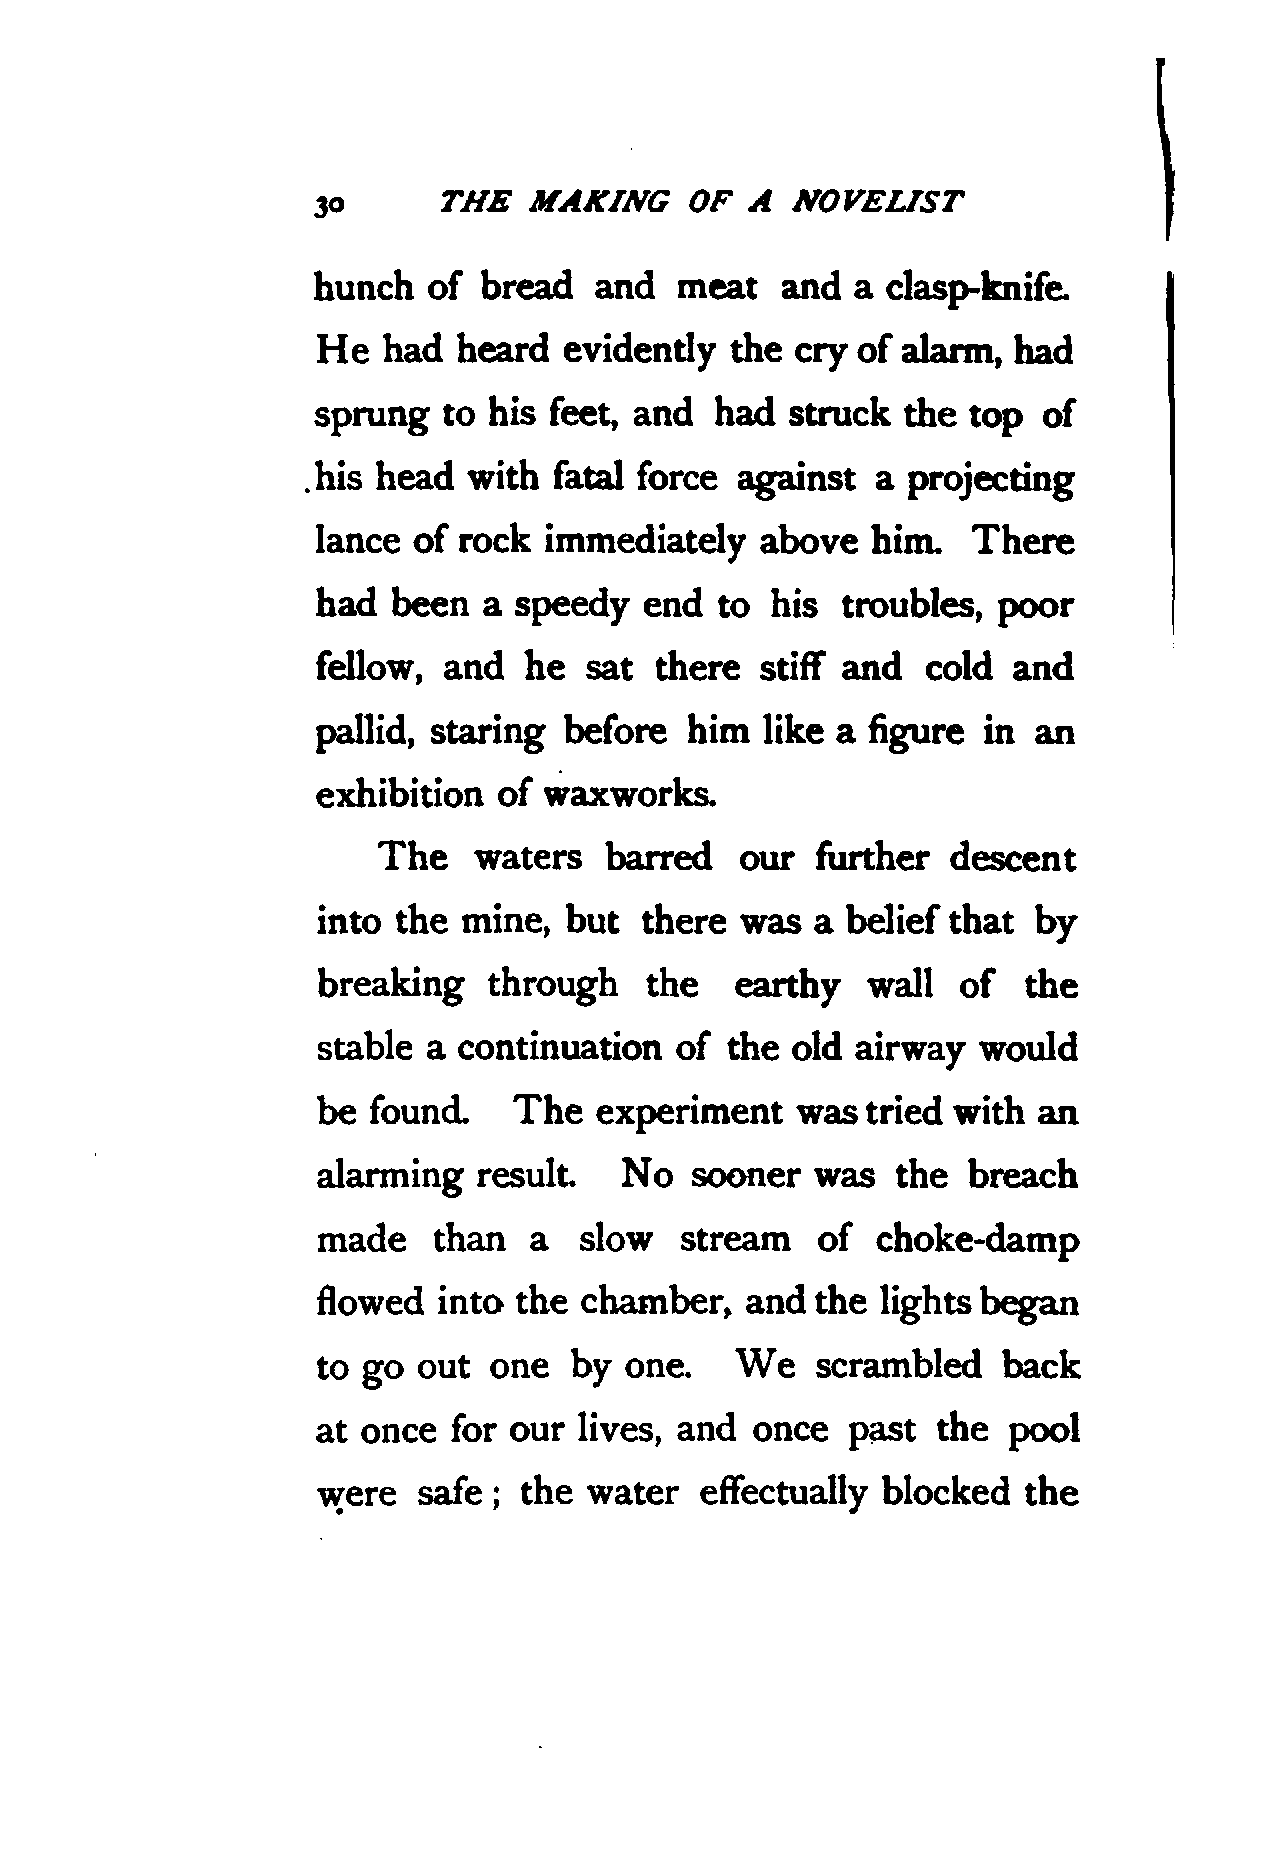 30 THE MAKING OF A NOVELIST
hunch of bread and meat and a clasp-knife.
He had heard evidently the cry of alarm, had
sprung to his feet, and had struck the top of
his head with fatal force against a projecting
lance of rock immediately above him. There
had been a speedy end to his troubles, poor
fellow, and he sat there stiff and cold and
pallid, staring before him like a figure in an
exhibition of waxworks.
The waters barred our further descent
into the mine, but there was a belief that by
breaking through the earthy wall of the
stable a continuation of the old airway would
be found. The experiment was tried with an
alarming result. No sooner was the breach
made than a slow stream of choke-damp
flowed into the chamber, and the lights began
to go out one by one. We scrambled back
at once for our lives, and once past the pool
were safe; the water effectually blocked the